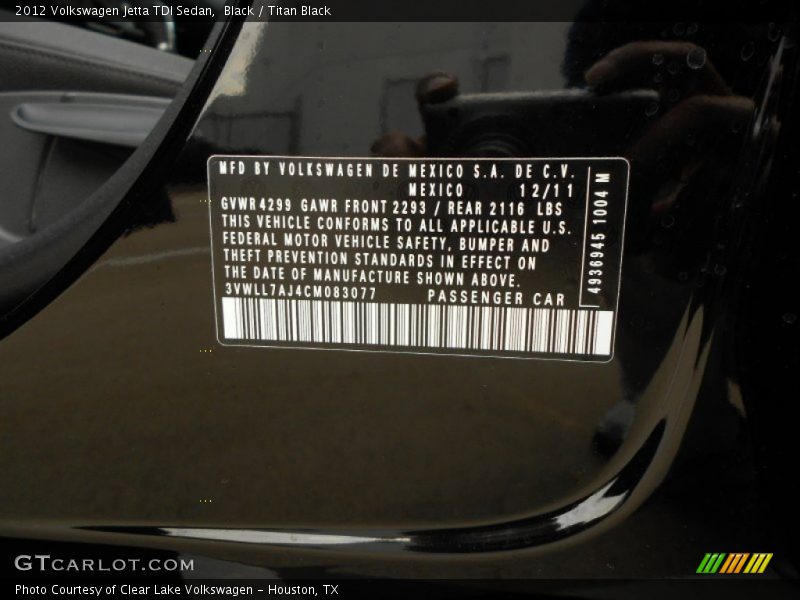 2012 Volkswagen Jetta TDI Sedan,  Black / Titan Black
MFD BY VOLKSWAGEN DE MEXICO S.A. DE C.V.
MEXICO 12/11
GVWR 4299 GAWR FRONT 2293 / REAR 2116 LBS
THIS VEHICLE CONFORMS TO ALL APPLICABLE U.S.
FEDERAL MOTOR VEHICLE SAFETY, BUMPER AND
THEFT PREVENTION STANDARDS IN EFFECT ON
THE DATE OF MANUFACTURE SHOWN ABOVE.
3VWLL7AJ4CM083077 PASSENGER CAR
4936945 1004 M
GTCARLOT.COM
Photo Courtesy of Clear Lake Volkswagen - Houston, TX